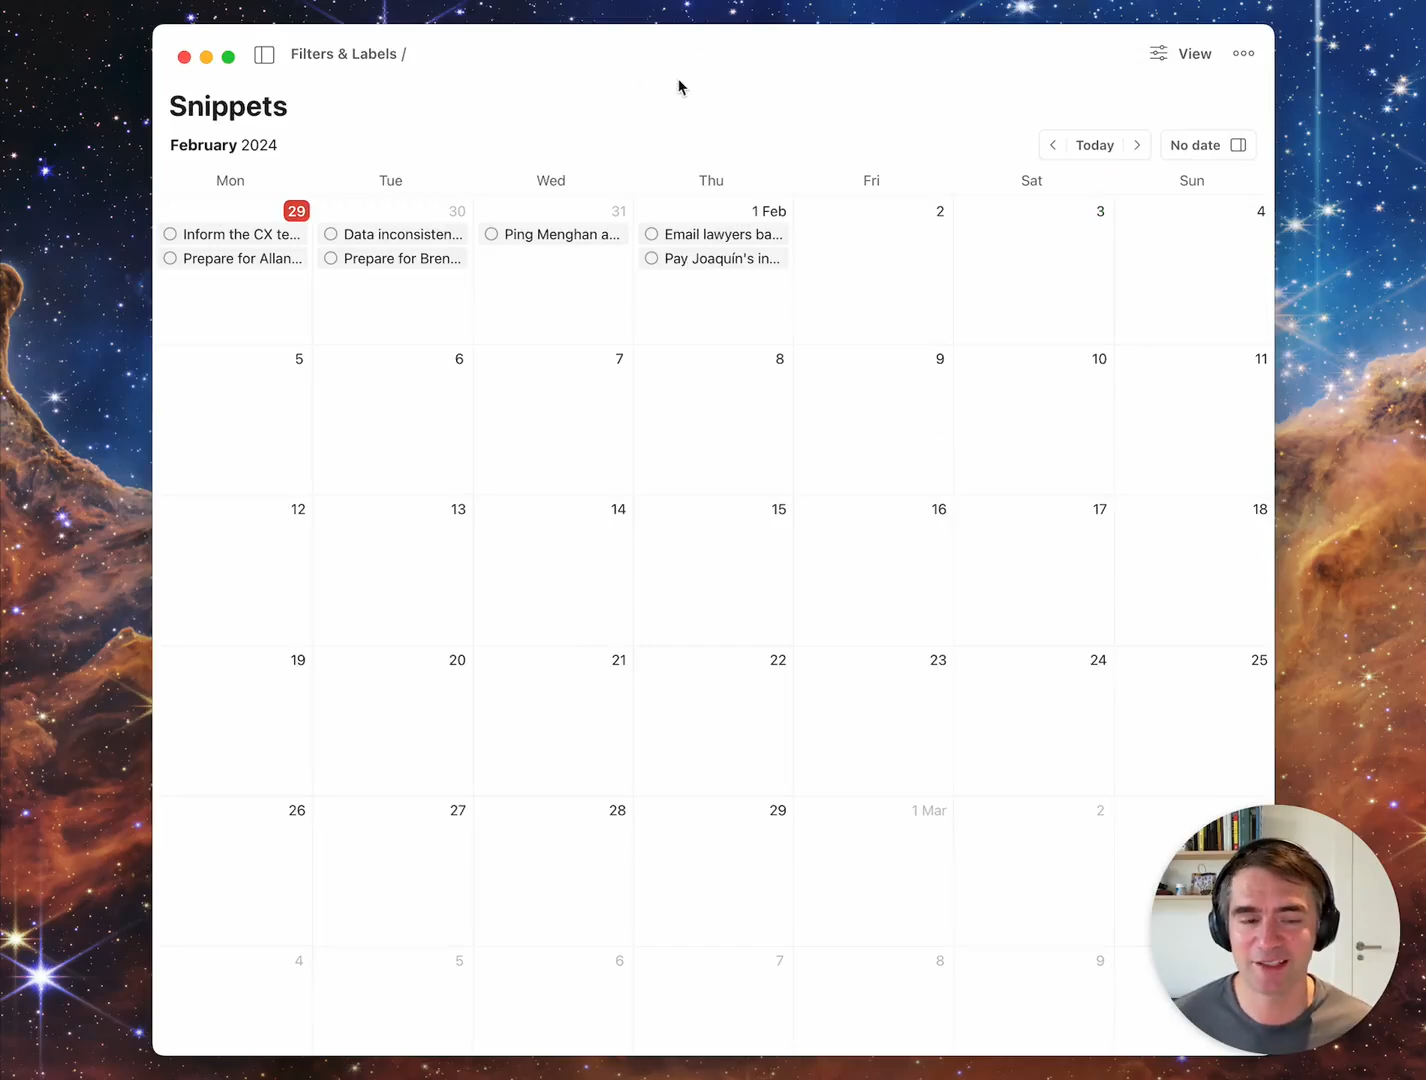 Filters & Labels /
View
Snippets
February 2024
Today
No date
Mon Tue Wed Thu Fri Sat Sun
29 30 31 1 Feb 2 3 4
Inform the CX te... Data inconsisten... Ping Menghan a... Email lawyers ba...
Prepare for Allan... Prepare for Bren... Pay Joaquín's in...
5 6 7 8 9 10 11
12 13 14 15 16 17 18
19 20 21 22 23 24 25
26 27 28 29 1 Mar 2
4 5 6 7 8 9